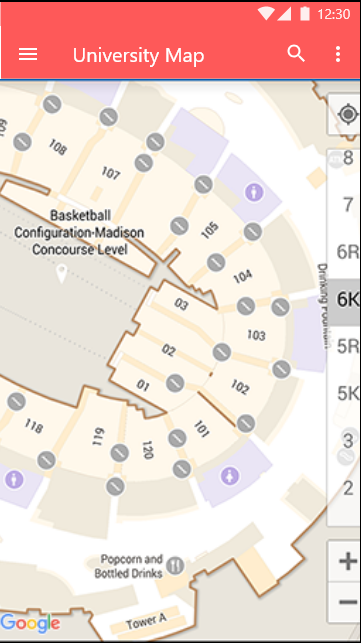 12:30
University Map
108
107
105
104
103
102
101
Basketball
Configuration-Madison
Concourse Level
03
02
01
118
119
120
Drinking Fountain
8
7
6R
6K
5R
5K
3
2
+
−
Popcorn and
Bottled Drinks
Tower A
Google